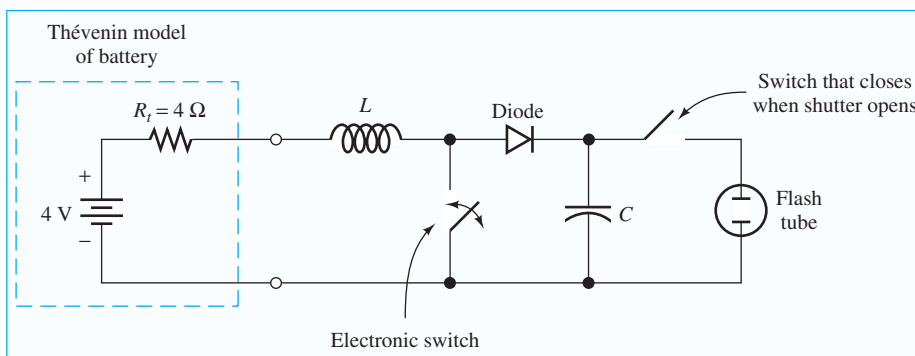 Thévenin model
of battery
R_t = 4 Ω
L
Diode
Switch that closes
when shutter opens
+
4 V
−
C
Flash
tube
Electronic switch